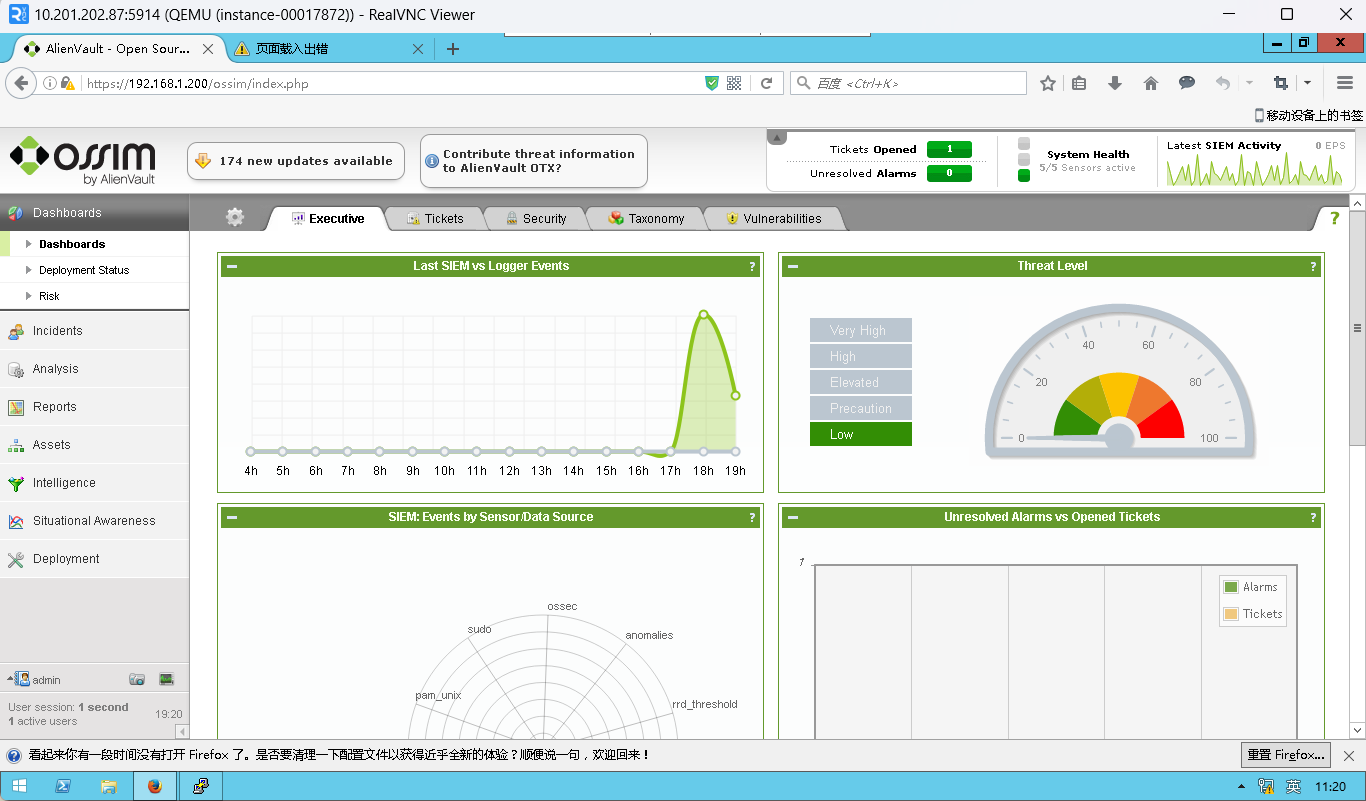 10.201.202.87:5914 (QEMU (instance-00017872)) - RealVNC Viewer
AlienVault - Open Sour...
页面载入出错
https://192.168.1.200/ossim/index.php
百度 <Ctrl+K>
移动设备上的书签
OSSIM
by AlienVault
174 new updates available
Contribute threat information
to AlienVault OTX?
Tickets Opened 1
Unresolved Alarms 0
System Health
5/5 Sensors active
Latest SIEM Activity 0 EPS
Dashboards
Dashboards
Deployment Status
Risk
Incidents
Analysis
Reports
Assets
Intelligence
Situational Awareness
Deployment
admin
User session: 1 second
1 active users
19:20
Executive
Tickets
Security
Taxonomy
Vulnerabilities
?
Last SIEM vs Logger Events ?
4h 5h 6h 7h 8h 9h 10h 11h 12h 13h 14h 15h 16h 17h 18h 19h
Threat Level ?
Very High
High
Elevated
Precaution
Low
0 20 40 60 80 100
SIEM: Events by Sensor/Data Source ?
ossec
sudo
anomalies
pam_unix
rrd_threshold
Unresolved Alarms vs Opened Tickets ?
1
Alarms
Tickets
看起来你有一段时间没有打开 Firefox 了。是否要清理一下配置文件以获得近乎全新的体验？顺便说一句，欢迎回来！
重置 Firefox...
英
11:20